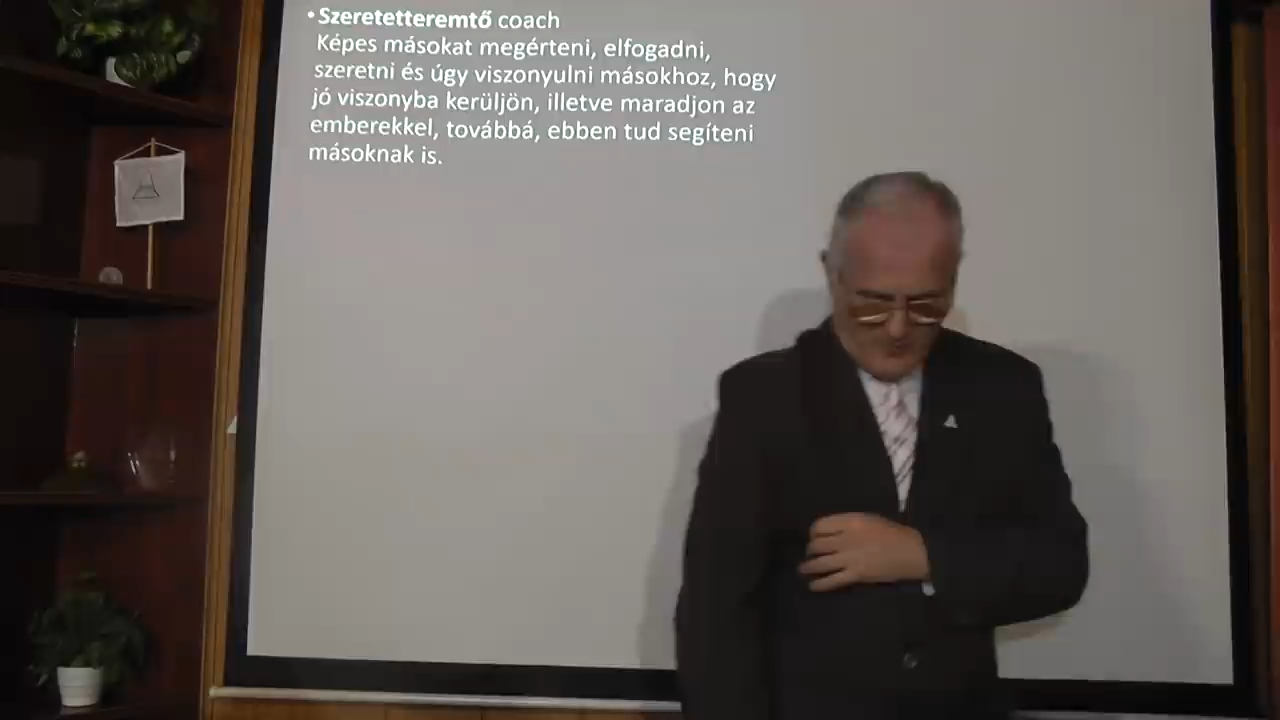 • Szeretetteremtő coach
Képes másokat megérteni, elfogadni,
szeretni és úgy viszonyulni másokhoz, hogy
jó viszonyba kerüljön, illetve maradjon az
emberekkel, továbbá, ebben tud segíteni
másoknak is.